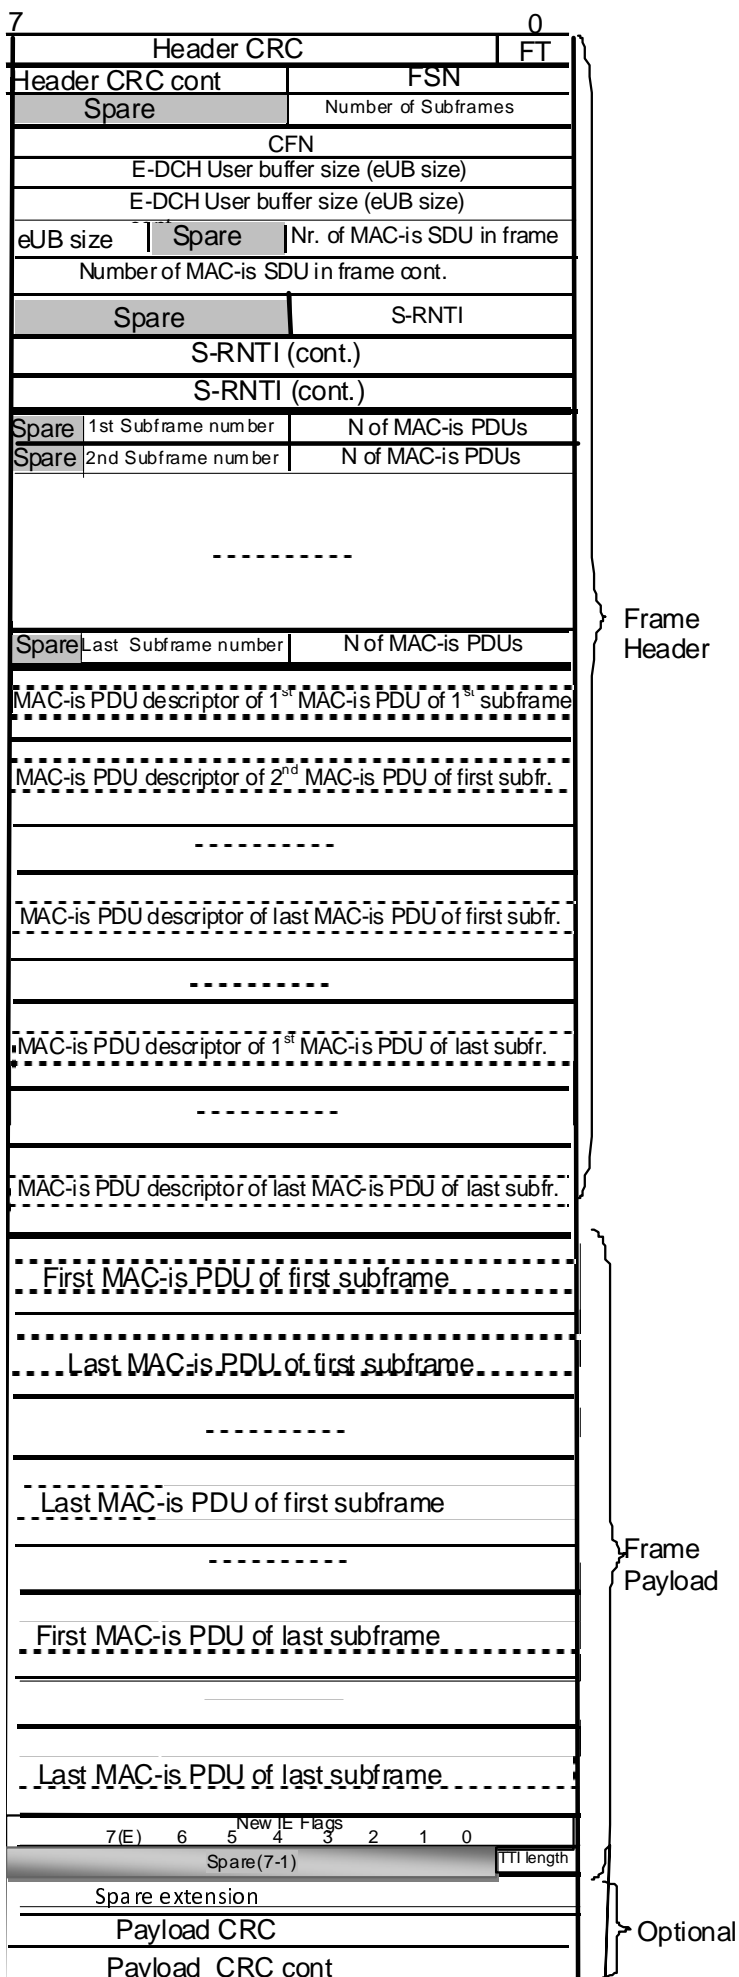 7 0
Header CRC FT
Header CRC cont FSN
Spare Number of Subframes
CFN
E-DCH User buffer size (eUB size)
E-DCH User buffer size (eUB size)
eUB size Spare Nr. of MAC-is SDU in frame
Number of MAC-is SDU in frame cont.
Spare S-RNTI
S-RNTI (cont.)
S-RNTI (cont.)
Spare 1st Subframe number N of MAC-is PDUs
Spare 2nd Subframe number N of MAC-is PDUs
Frame
Header
Spare Last Subframe number N of MAC-is PDUs
MAC-is PDU descriptor of 1st MAC-is PDU of 1st subframe
MAC-is PDU descriptor of 2nd MAC-is PDU of first subfr.
MAC-is PDU descriptor of last MAC-is PDU of first subfr.
MAC-is PDU descriptor of 1st MAC-is PDU of last subfr.
MAC-is PDU descriptor of last MAC-is PDU of last subfr.
First MAC-is PDU of first subframe
Last MAC-is PDU of first subframe
Last MAC-is PDU of first subframe
Frame
Payload
First MAC-is PDU of last subframe
Last MAC-is PDU of last subframe
New IE Flags
7(E) 6 5 4 3 2 1 0
Spare(7-1) TTI length
Spare extension
Payload CRC
Optional
Payload CRC cont